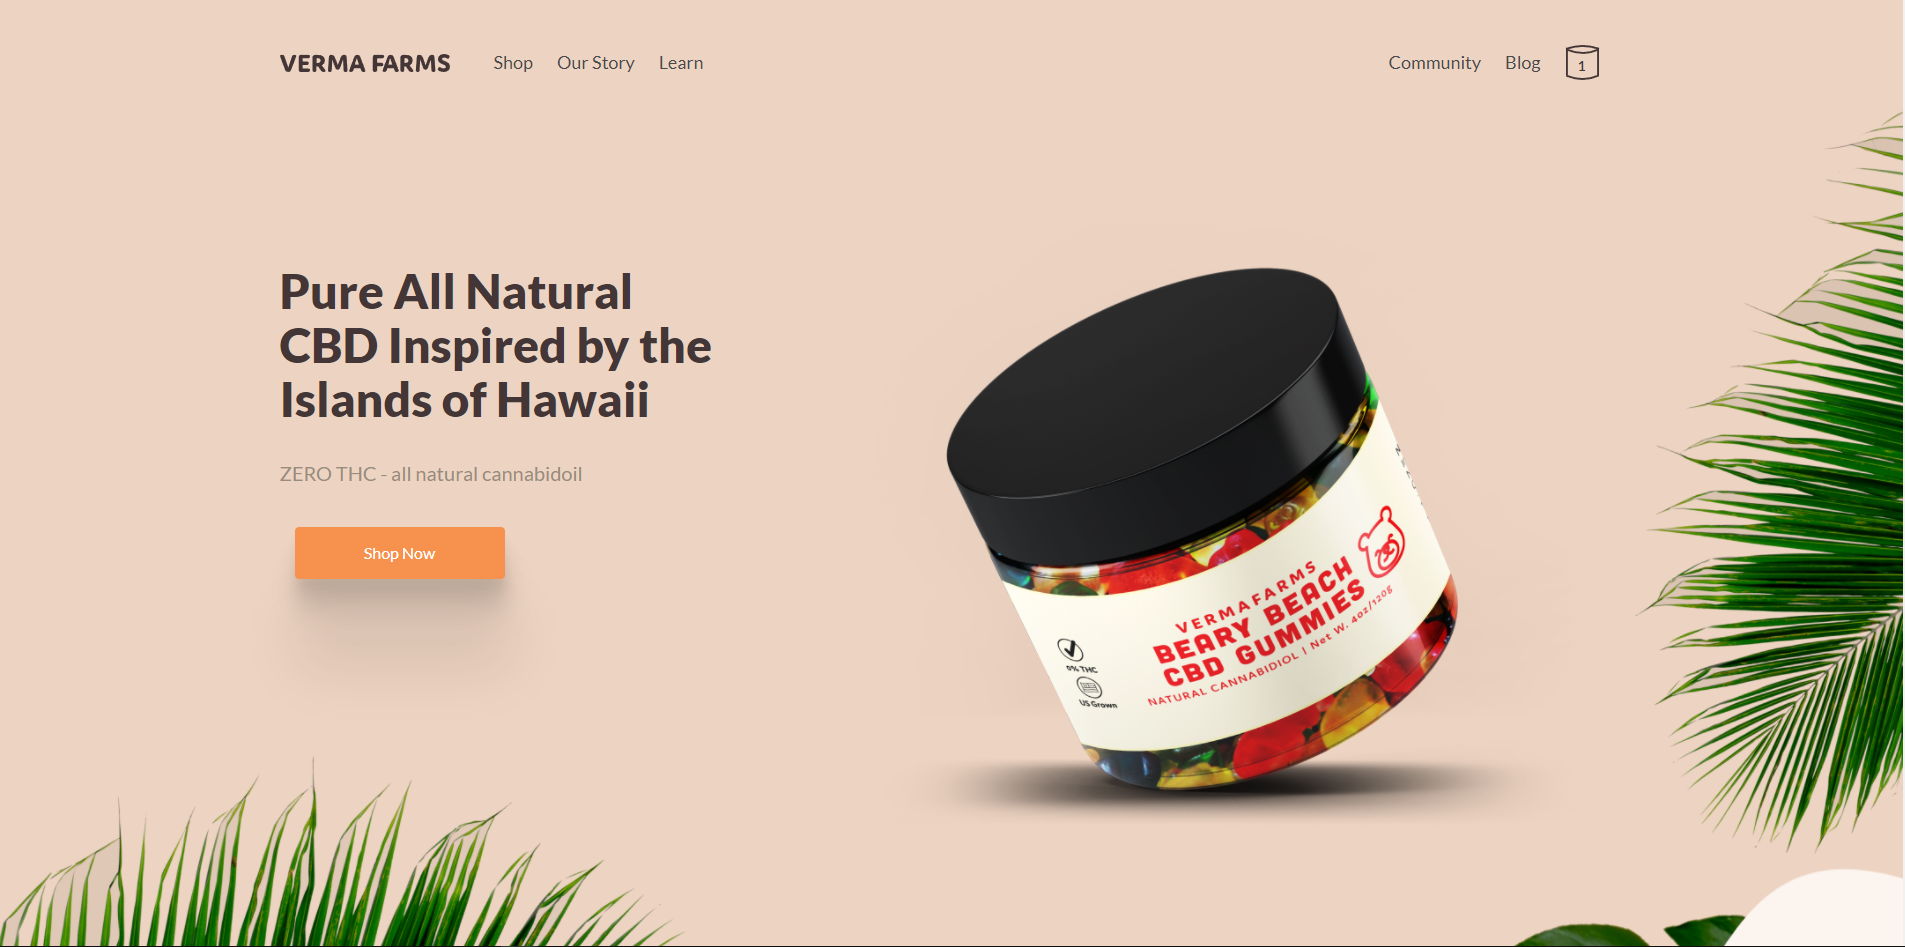 VERMA FARMS
Shop Our Story Learn
Community Blog 1
Pure All Natural
CBD Inspired by the
Islands of Hawaii
ZERO THC - all natural cannabidoil
Shop Now
VERMA FARMS
BEARY BEACH
CBD GUMMIES
NATURAL CANNABIDIOL | Net W. 4oz/120g
0% THC
US Grown